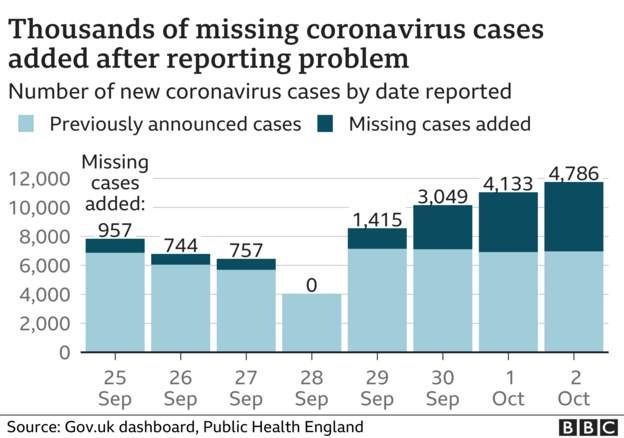 Thousands of missing coronavirus cases
added after reporting problem
Number of new coronavirus cases by date reported
Previously announced cases Missing cases added
Missing
cases
added:
12,000
10,000
8,000
6,000
4,000
2,000
0
957
744
757
0
1,415
3,049
4,133
4,786
25 26 27 28 29 30 1 2
Sep Sep Sep Sep Sep Sep Oct Oct
Source: Gov.uk dashboard, Public Health England BBC